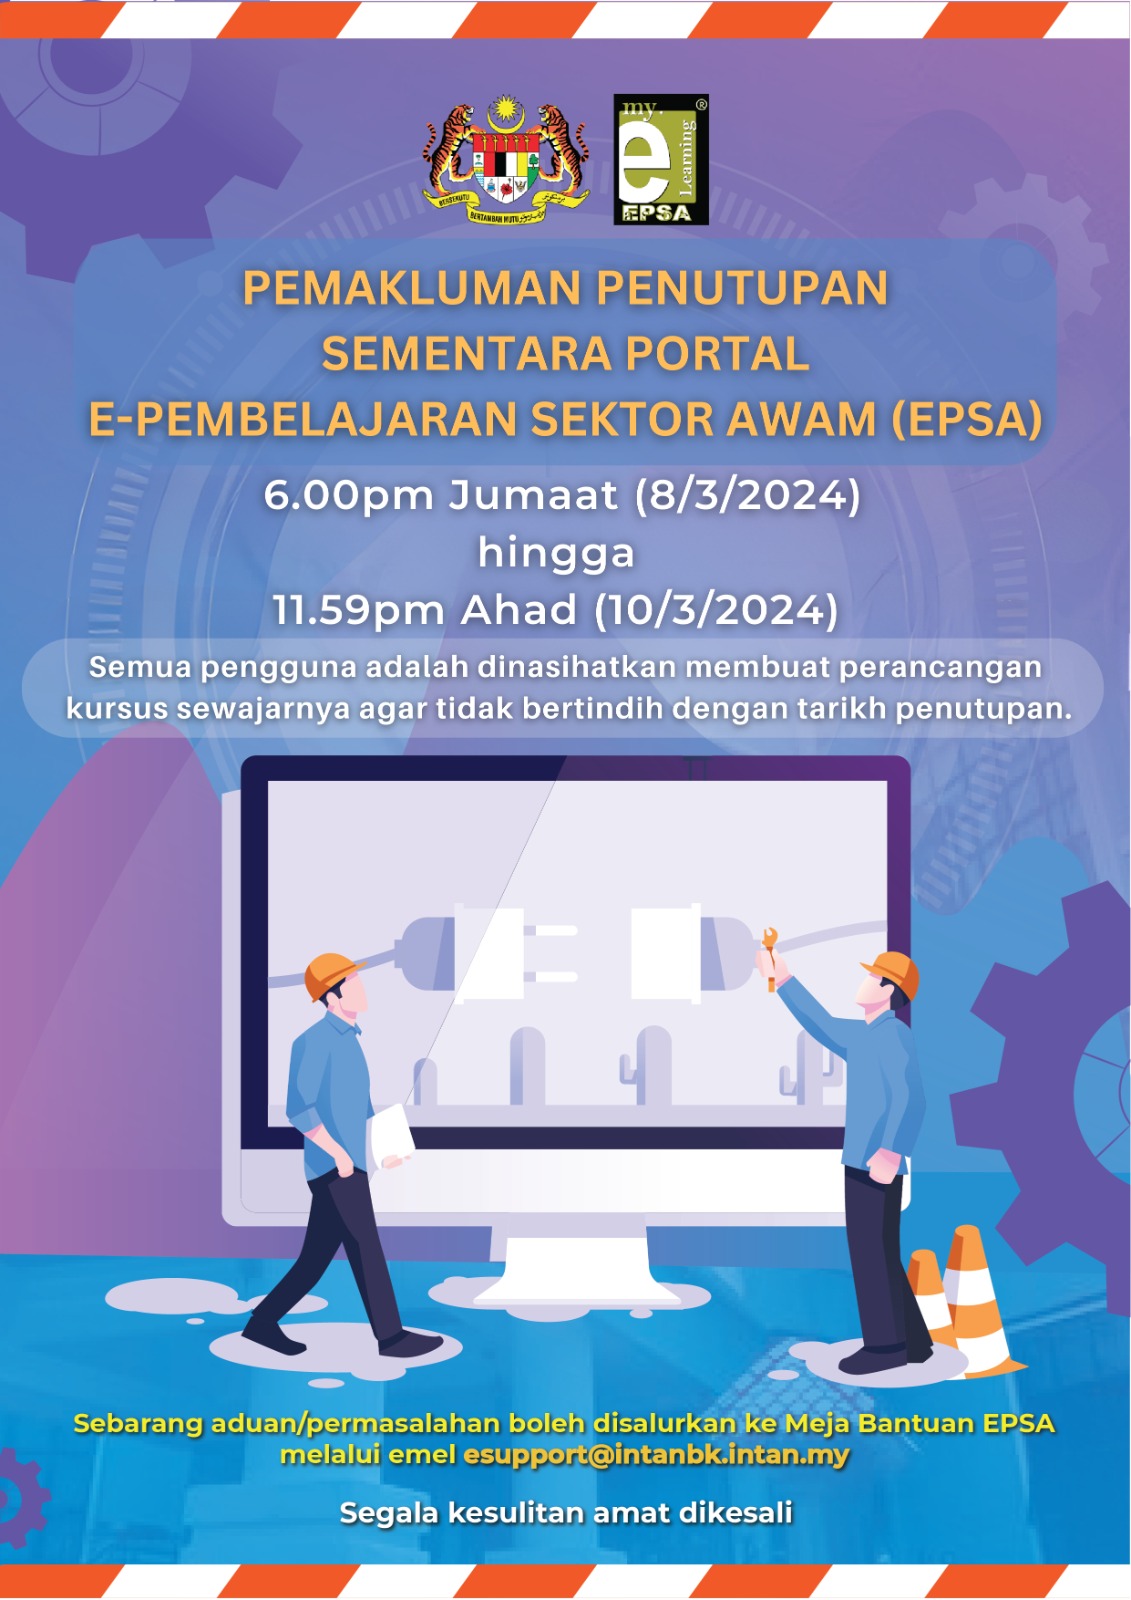 my.
®
e
Learning
EPSA
BERSEKUTU
BERTAMBAH MUTU
PEMAKLUMAN PENUTUPAN
SEMENTARA PORTAL
E-PEMBELAJARAN SEKTOR AWAM (EPSA)
6.00pm Jumaat (8/3/2024)
hingga
11.59pm Ahad (10/3/2024)
Semua pengguna adalah dinasihatkan membuat perancangan
kursus sewajarnya agar tidak bertindih dengan tarikh penutupan.
Sebarang aduan/permasalahan boleh disalurkan ke Meja Bantuan EPSA
melalui emel esupport@intanbk.intan.my
Segala kesulitan amat dikesali